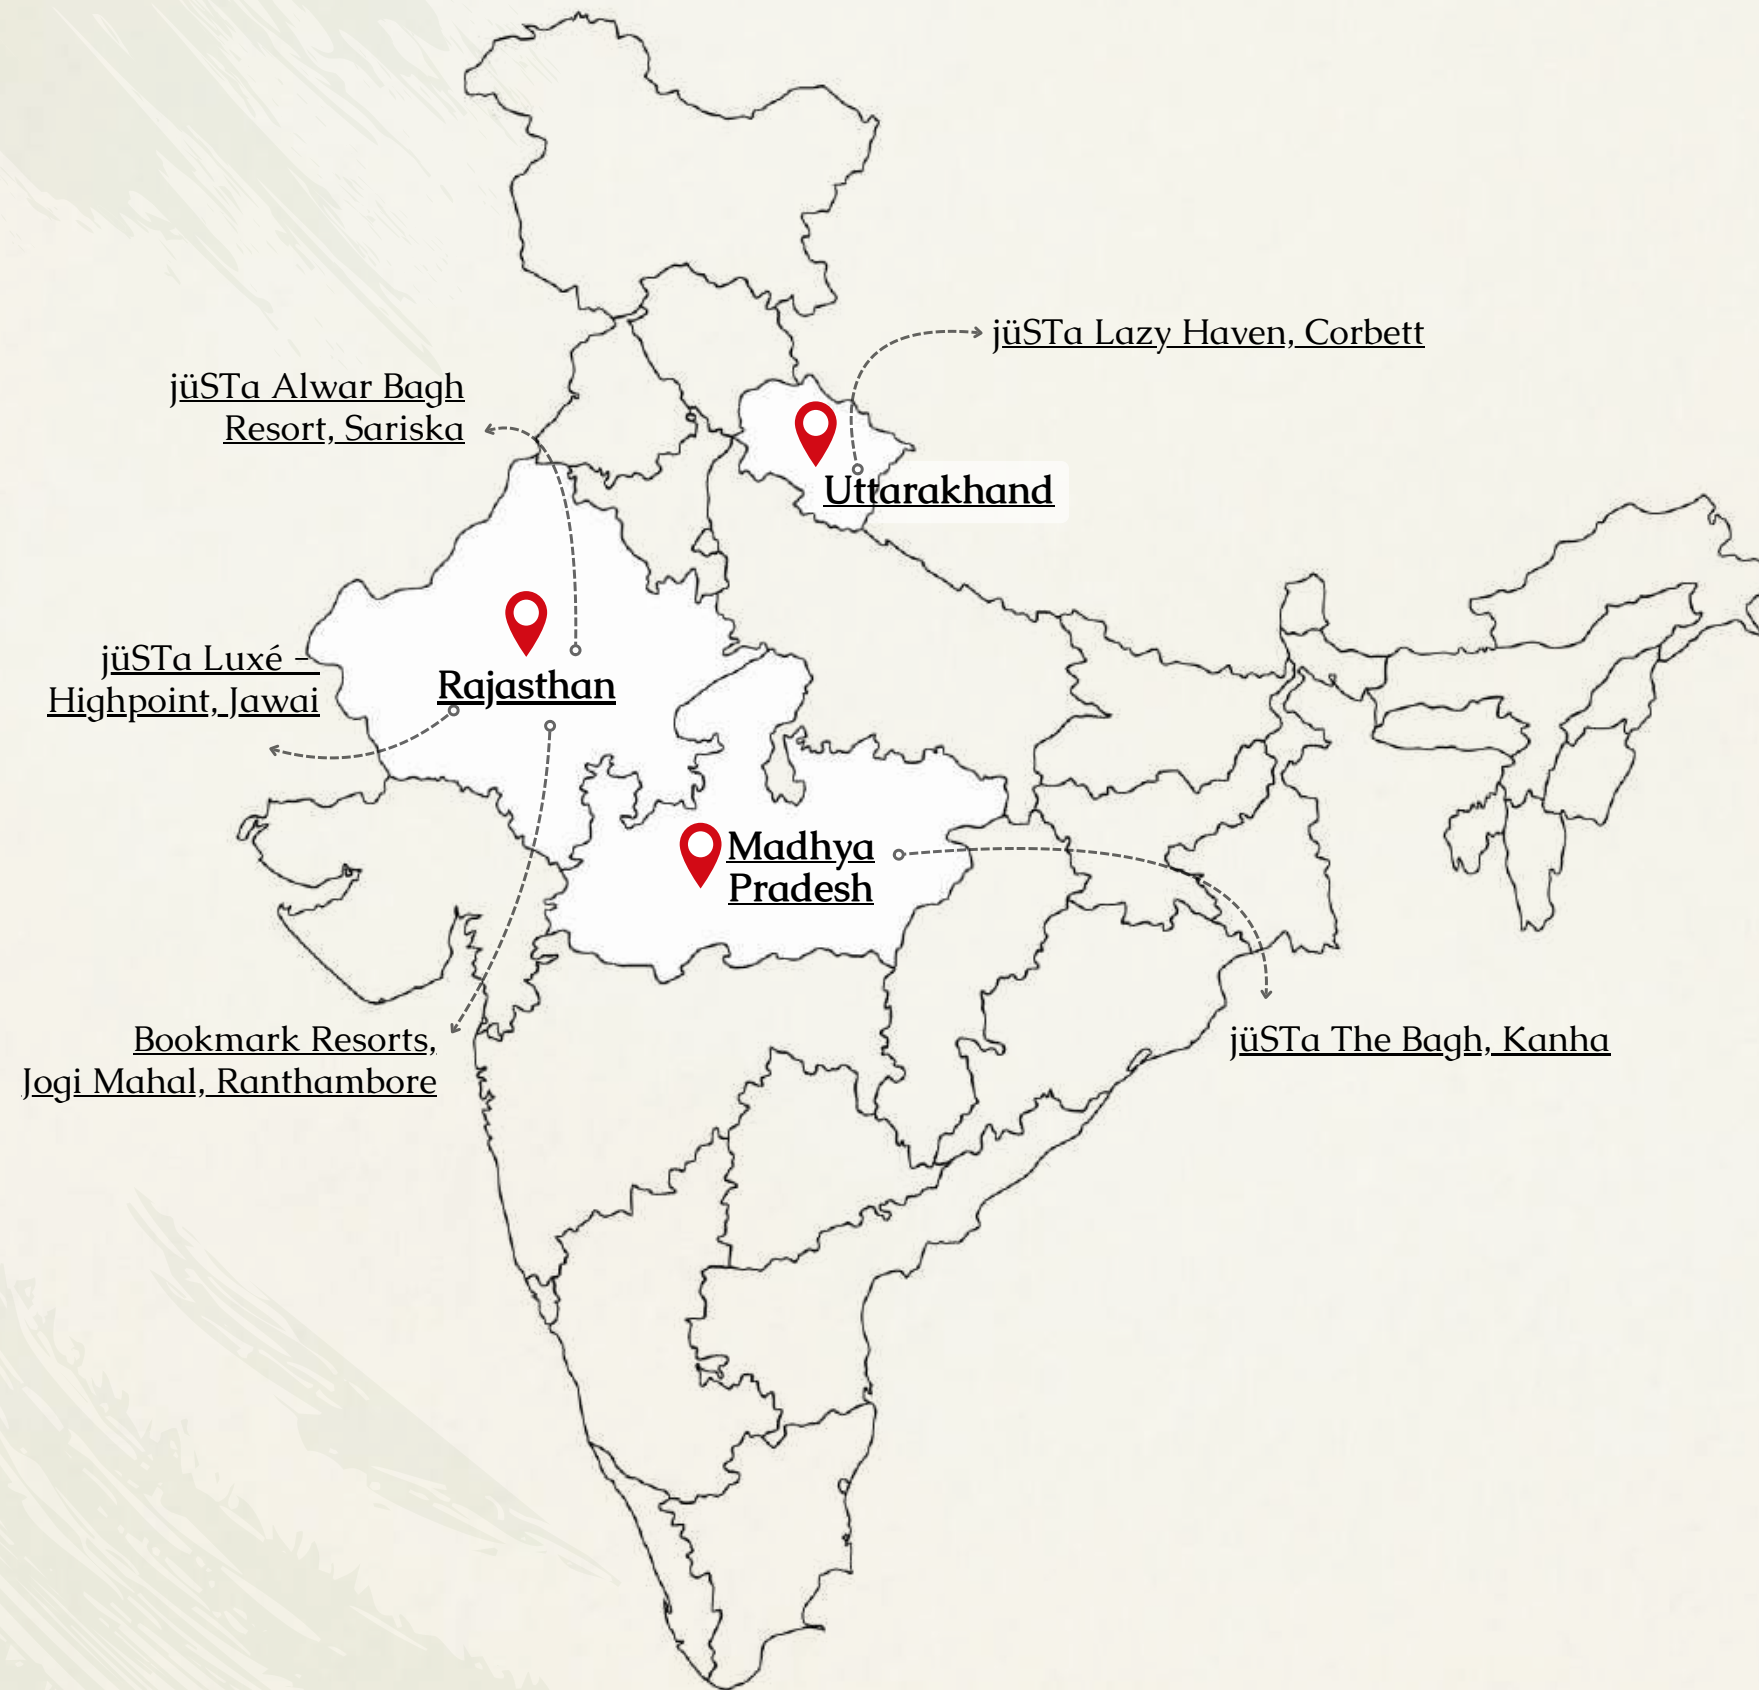 jüSTa Lazy Haven, Corbett
jüSTa Alwar Bagh
Resort, Sariska
Uttarakhand
jüSTa Luxé -
Highpoint, Jawai
Rajasthan
Madhya
Pradesh
Bookmark Resorts,
Jogi Mahal, Ranthambore
jüSTa The Bagh, Kanha